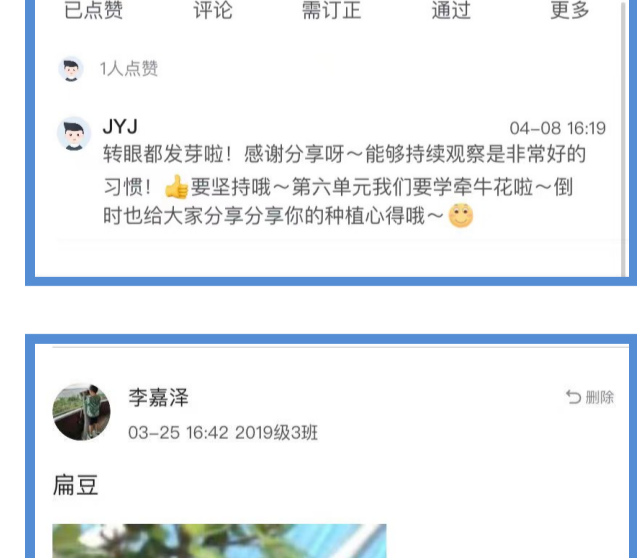 已点赞 评论 需订正 通过 更多
1人点赞
JYJ 04-08 16:19
转眼都发芽啦！感谢分享呀～能够持续观察是非常好的
习惯！👍要坚持哦～第六单元我们要学牵牛花啦～倒
时也给大家分享分享你的种植心得哦～😊
李嘉泽 删除
03-25 16:42 2019级3班
扁豆